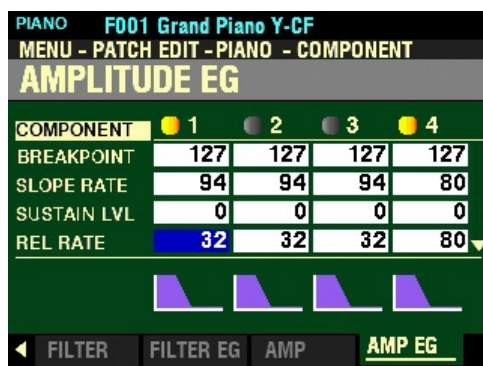 PIANO F001 Grand Piano Y-CF
MENU - PATCH EDIT - PIANO - COMPONENT
AMPLITUDE EG
COMPONENT 1 2 3 4
BREAKPOINT 127 127 127 127
SLOPE RATE 94 94 94 80
SUSTAIN LVL 0 0 0 0
REL RATE 32 32 32 80
FILTER FILTER EG AMP AMP EG